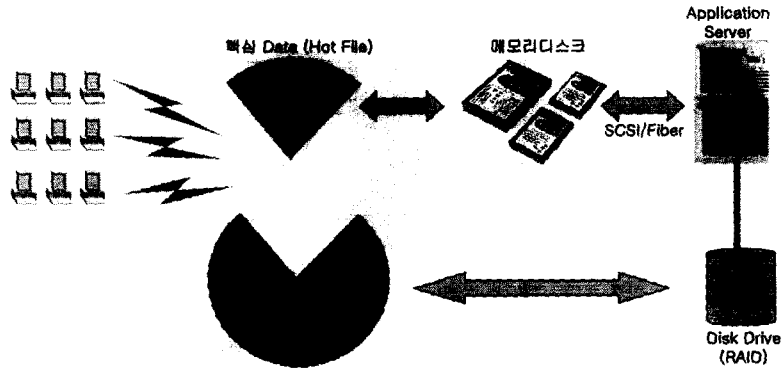 Application
Server
핵심 Data (Hot File)
메모리디스크
SCSI/Fiber
Disk Drive
(RAID)